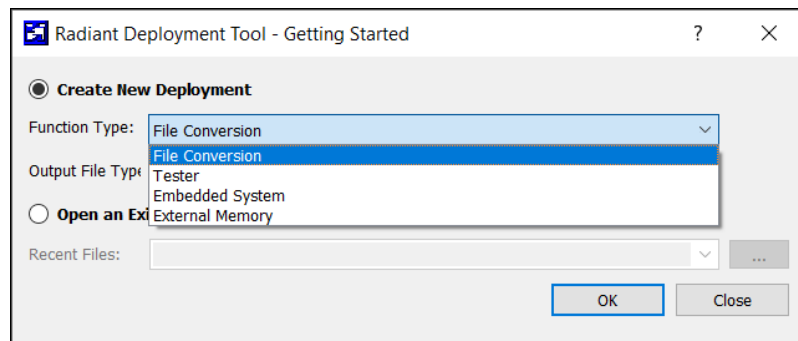 Radiant Deployment Tool - Getting Started ?
Create New Deployment
Function Type: File Conversion
File Conversion
Output File Type
Tester
Embedded System
Open an Exi
External Memory
Recent Files: ...
OK Close